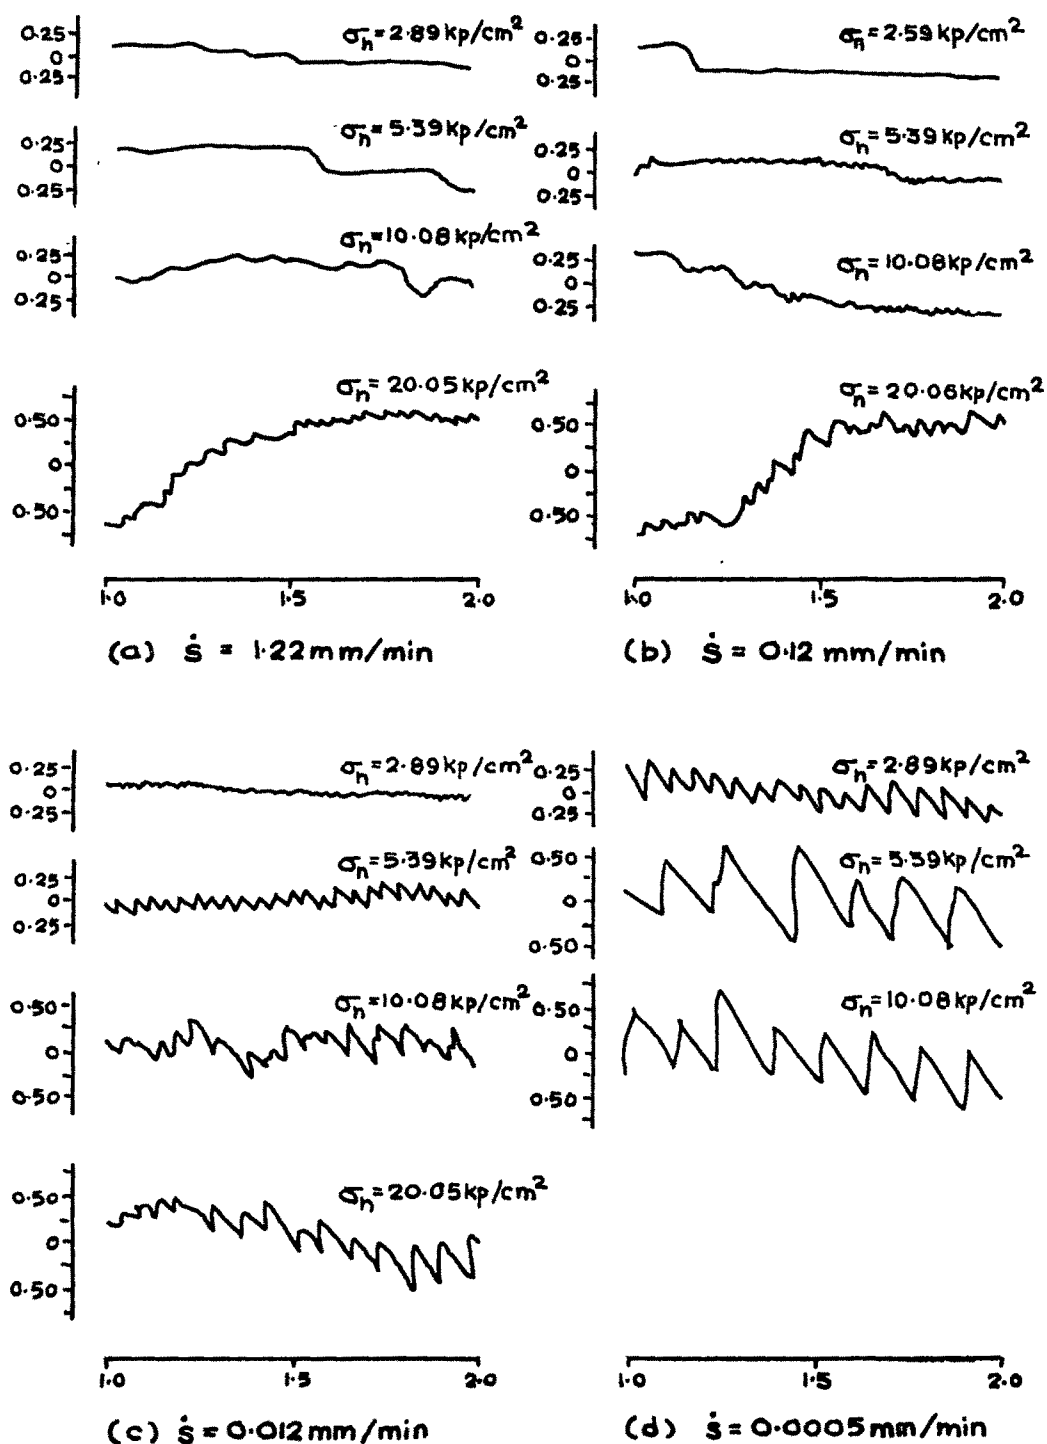 0.25
0
0.25
σn = 2.89 kp/cm²
0.25
0
0.25
σn = 5.39 kp/cm²
0.25
0
0.25
σn = 10.08 kp/cm²
0.50
0
0.50
σn = 20.05 kp/cm²
1.0 1.5 2.0
(a) ṡ = 1.22 mm/min
0.25
0
0.25
σn = 2.59 kp/cm²
0.25
0
0.25
σn = 5.39 kp/cm²
0.25
0
0.25
σn = 10.08 kp/cm²
0.50
0
0.50
σn = 20.06 kp/cm²
1.0 1.5 2.0
(b) ṡ = 0.12 mm/min
0.25
0
0.25
σn = 2.89 kp/cm²
0.25
0
0.25
σn = 5.39 kp/cm²
0.50
0
0.50
σn = 10.08 kp/cm²
0.50
0
0.50
σn = 20.05 kp/cm²
1.0 1.5 2.0
(c) ṡ = 0.012 mm/min
0.25
0
0.25
σn = 2.89 kp/cm²
0.50
0
0.50
σn = 5.39 kp/cm²
0.50
0
0.50
σn = 10.08 kp/cm²
1.0 1.5 2.0
(d) ṡ = 0.0005 mm/min